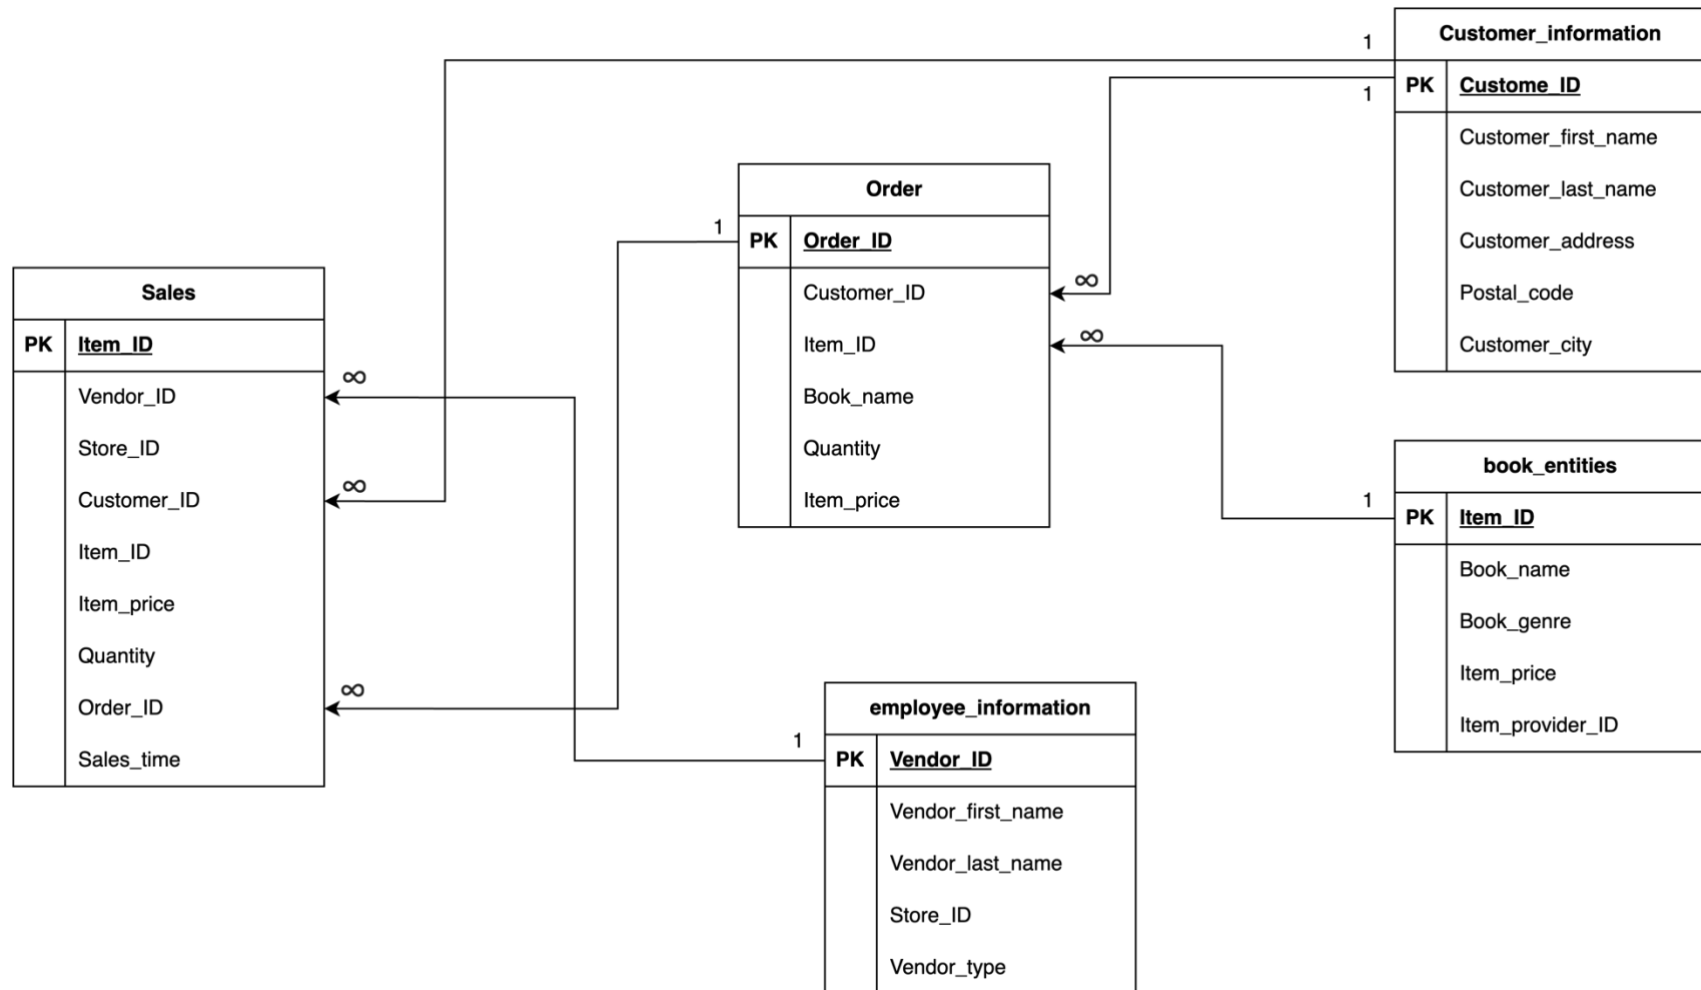 Customer_information
1
PK Custome_ID
1
Customer_first_name
Customer_last_name
Customer_address
Postal_code
Customer_city
Order
1
PK Order_ID
Customer_ID
∞
Item_ID
∞
Book_name
Quantity
Item_price
Sales
PK Item_ID
Vendor_ID
∞
Store_ID
Customer_ID
∞
Item_ID
Item_price
Quantity
Order_ID
∞
Sales_time
book_entities
1
PK Item_ID
Book_name
Book_genre
Item_price
Item_provider_ID
employee_information
1
PK Vendor_ID
Vendor_first_name
Vendor_last_name
Store_ID
Vendor_type